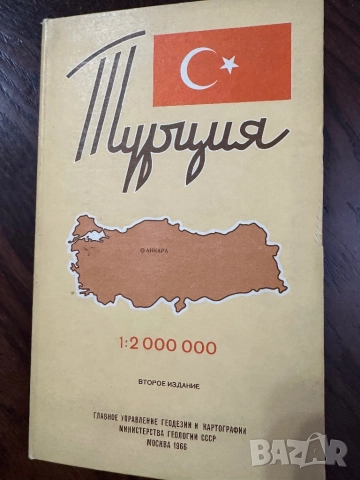 Турция
АНКАРА
1:2 000 000
ВТОРОЕ ИЗДАНИЕ
ГЛАВНОЕ УПРАВЛЕНИЕ ГЕОДЕЗИИ И КАРТОГРАФИИ
МИНИСТЕРСТВА ГЕОЛОГИИ СССР
МОСКВА 1966
BAZAR